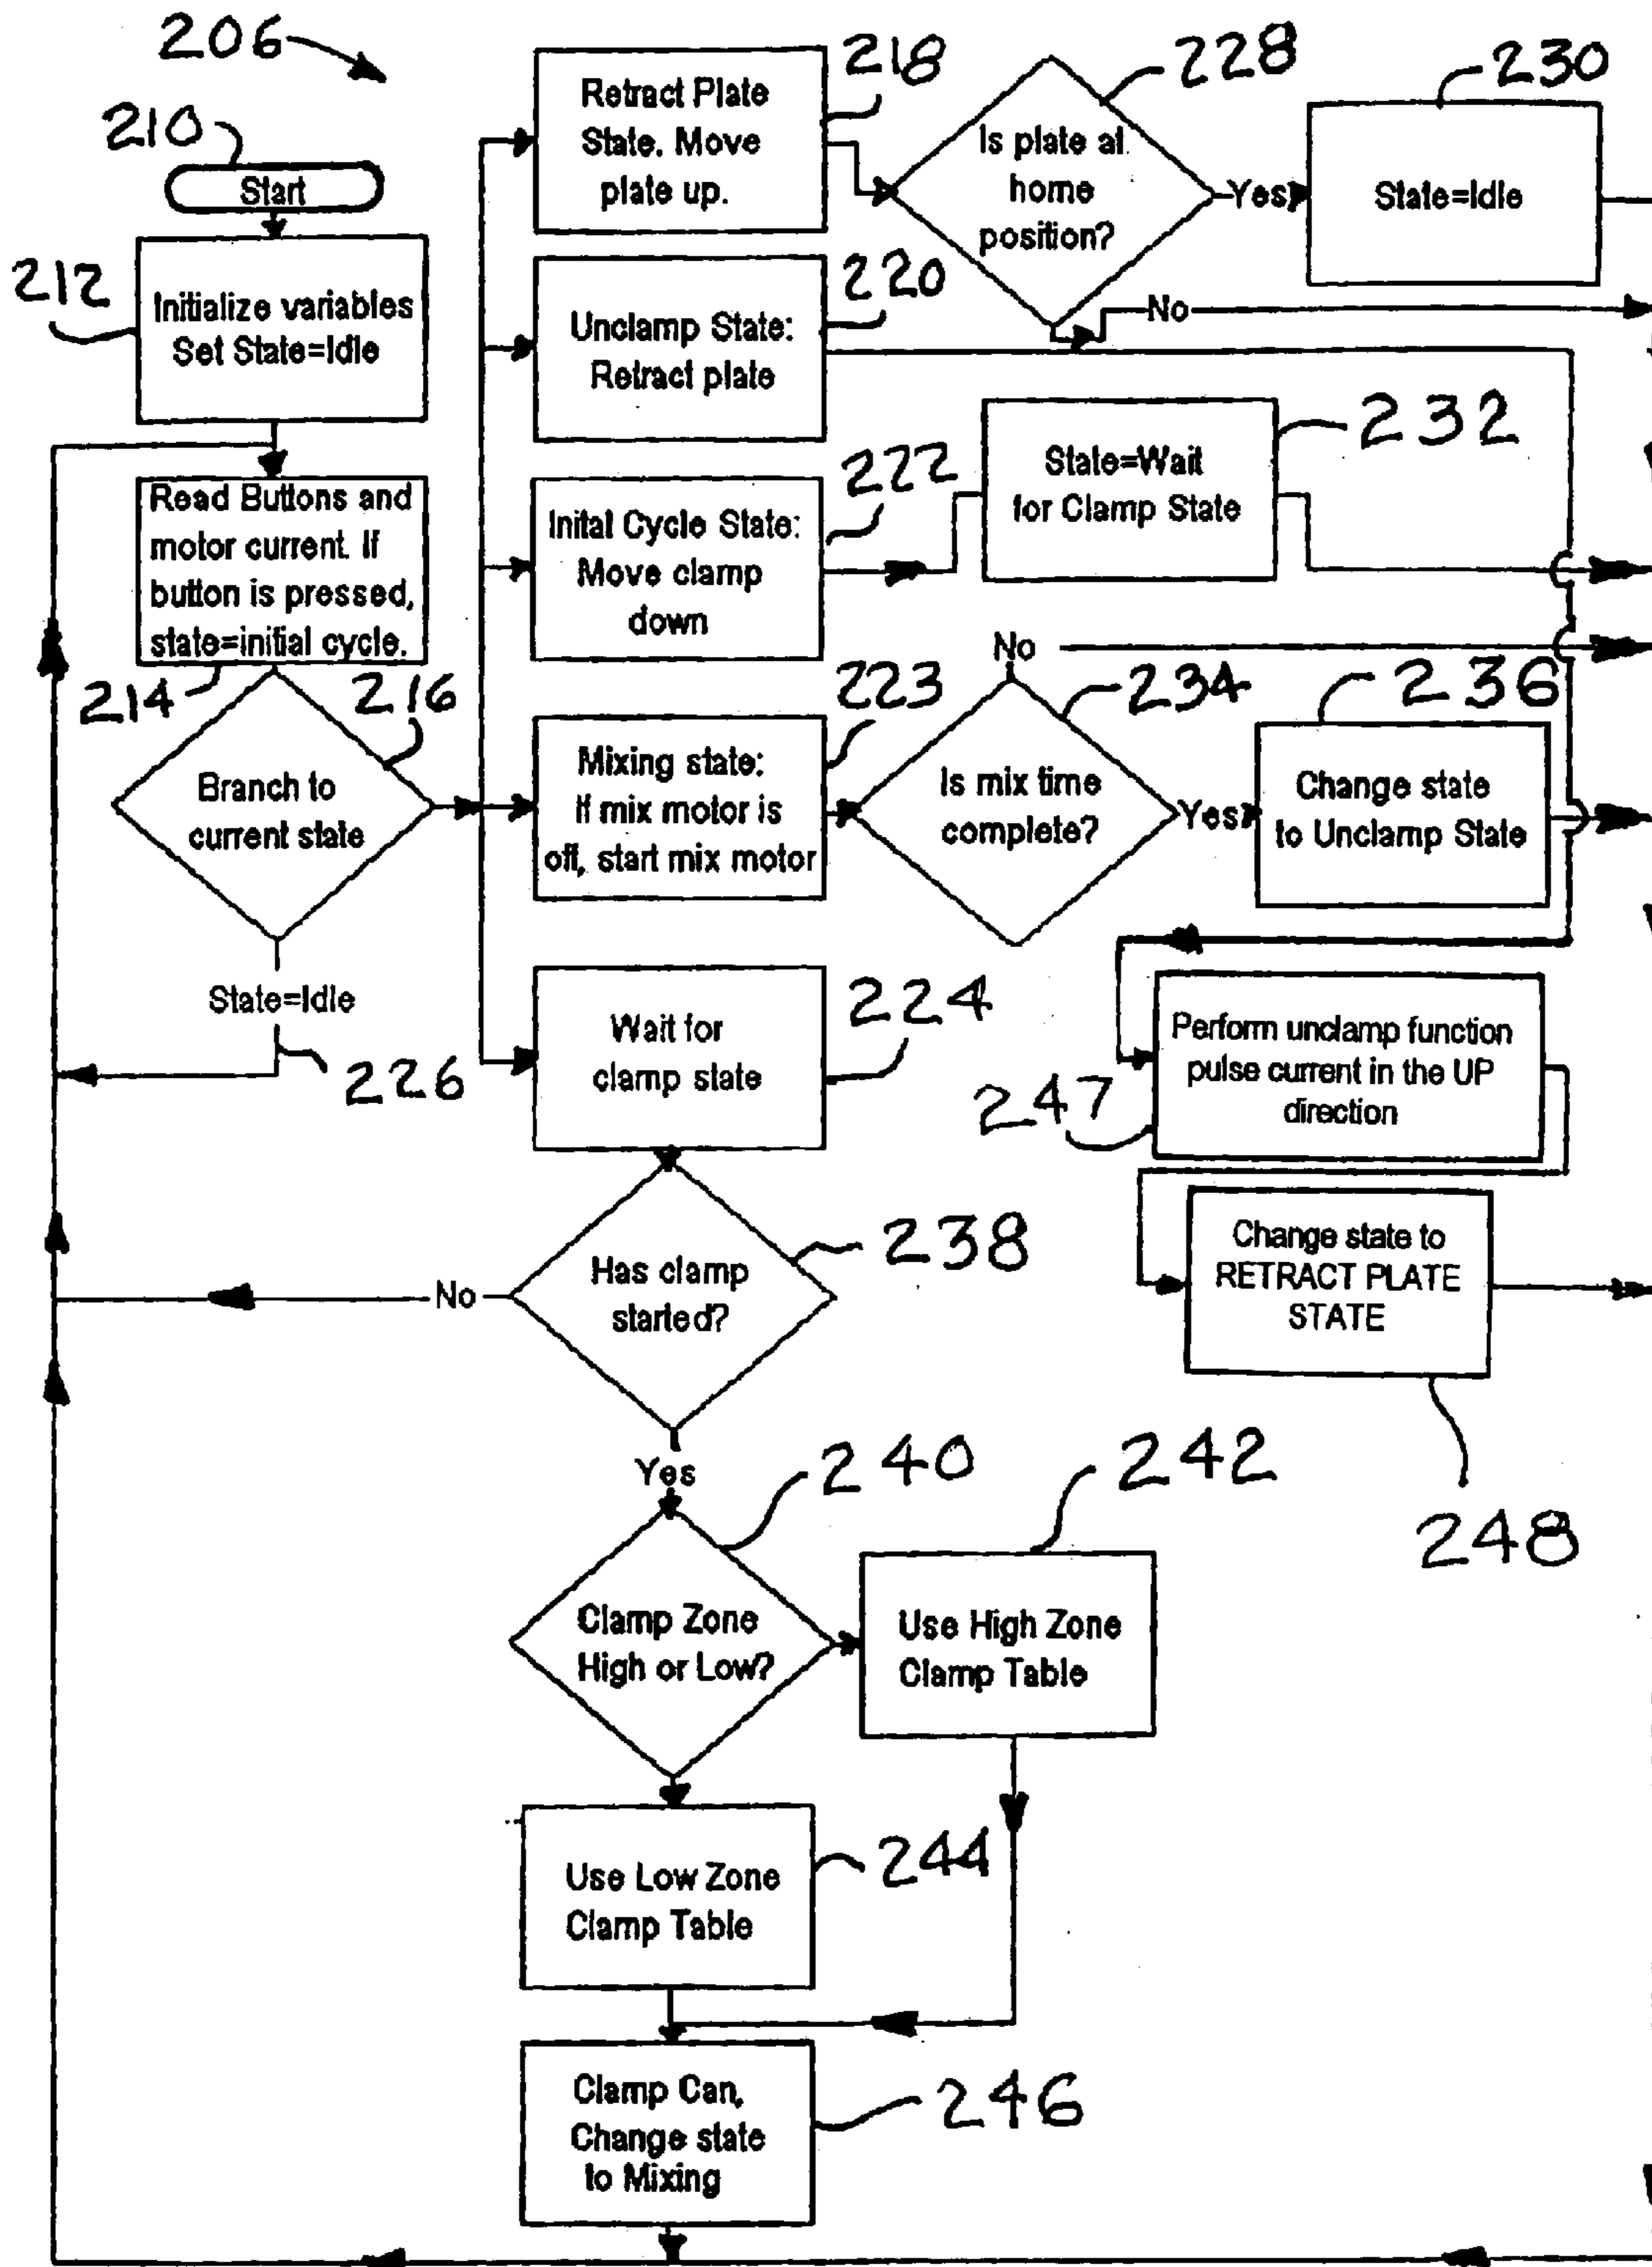 206
210
Start
212
Initialize variables
Set State=Idle
Read Buttons and
motor current. If
button is pressed,
state=initial cycle.
214
216
Branch to
current state
State=Idle
226
Retract Plate
State. Move
plate up.
218
Is plate at
home
position?
228
Yes
No
State=Idle
230
Unclamp State:
Retract plate
220
Inital Cycle State:
Move clamp
down
222
State=Wait
for Clamp State
232
Mixing state:
If mix motor is
off, start mix motor
223
No
Is mix time
complete?
234
Yes
Change state
to Unclamp State
236
Wait for
clamp state
224
Perform unclamp function
pulse current in the UP
direction
247
Change state to
RETRACT PLATE
STATE
248
Has clamp
started?
238
No
Yes
Clamp Zone
High or Low?
240
Use High Zone
Clamp Table
242
Use Low Zone
Clamp Table
244
Clamp Can,
Change state
to Mixing
246